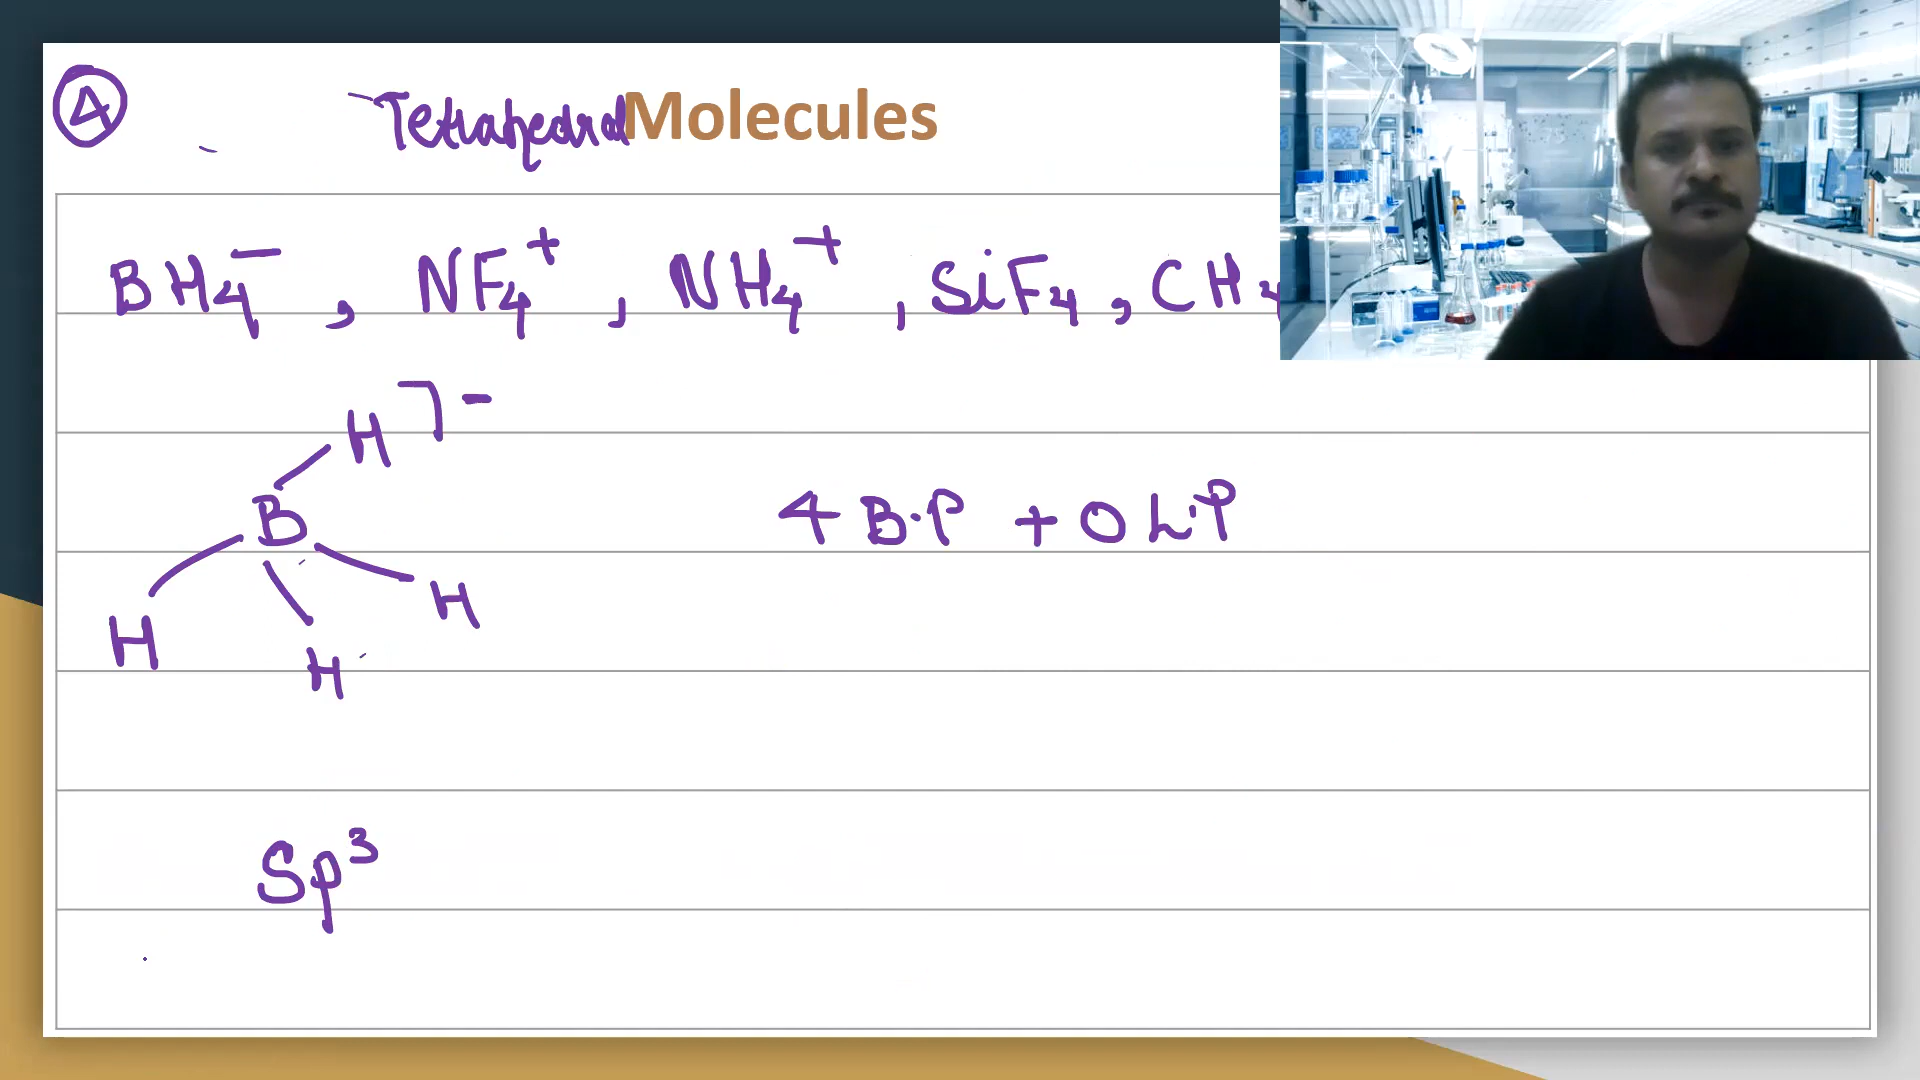 4 Tetrahedral Molecules
BH₄⁻ , NF₄⁺ , NH₄⁺ , SiF₄ , CH₄
H ⁻
B
4 B.P + 0 L.P
H
H
H
Sp³